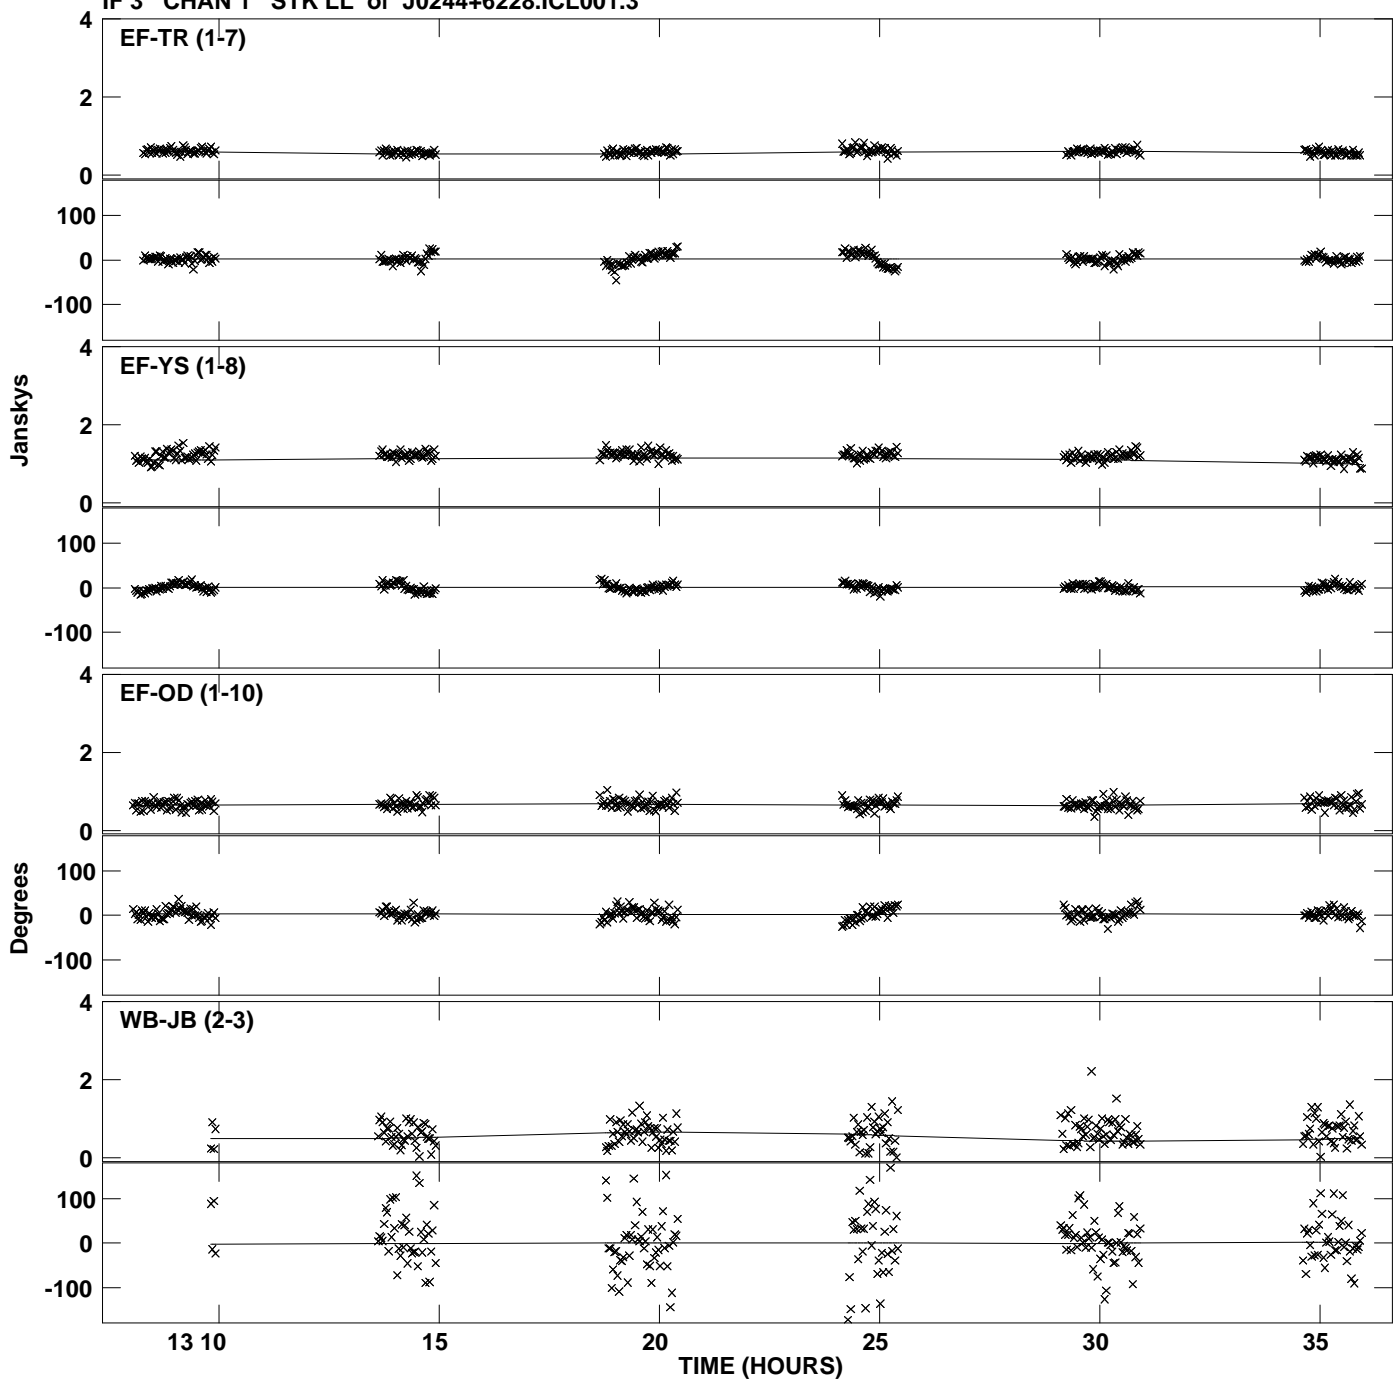 IF 3 CHAN 1 STK LL of J0244+6228.ICL001.3
4
EF-TR (1-7)
2
0
100
0
-100
4
EF-YS (1-8)
2
0
100
0
-100
4
EF-OD (1-10)
2
0
100
0
-100
4
WB-JB (2-3)
2
0
100
0
-100
Janskys
Degrees
13 10 15 20 25 30 35
TIME (HOURS)